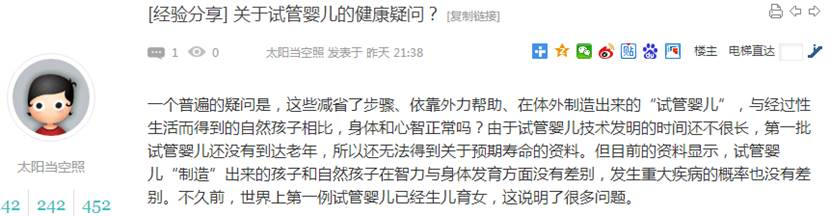 [经验分享] 关于试管婴儿的健康疑问？ [复制链接]
1 0 太阳当空照 发表于 昨天 21:38 楼主 电梯直达
一个普遍的疑问是，这些减省了步骤、依靠外力帮助、在体外制造出来的“试管婴儿”，与经过性
生活而得到的自然孩子相比，身体和心智正常吗？由于试管婴儿技术发明的时间还不很长，第一批
试管婴儿还没有到达老年，所以还无法得到关于预期寿命的资料。但目前的资料显示，试管婴
儿“制造”出来的孩子和自然孩子在智力与身体发育方面没有差别，发生重大疾病的概率也没有差
别。不久前，世界上第一例试管婴儿已经生儿育女，这说明了很多问题。
太阳当空照
42 242 452